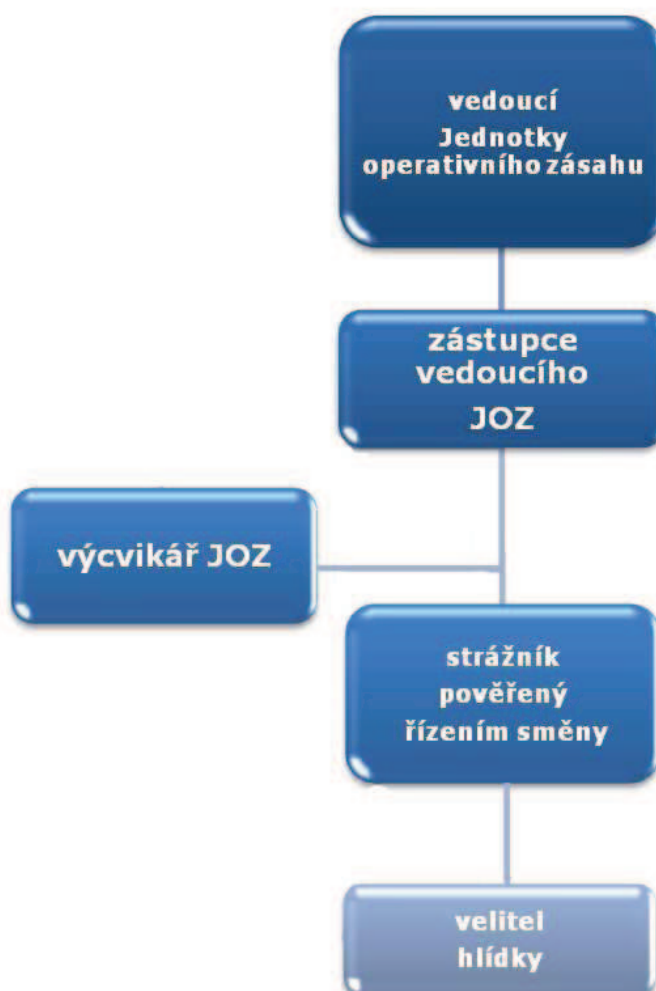 vedoucí
Jednotky
operativního zásahu
zástupce
vedoucího
JOZ
výcvikář JOZ
strážník
pověřený
řízením směny
velitel
hlídky